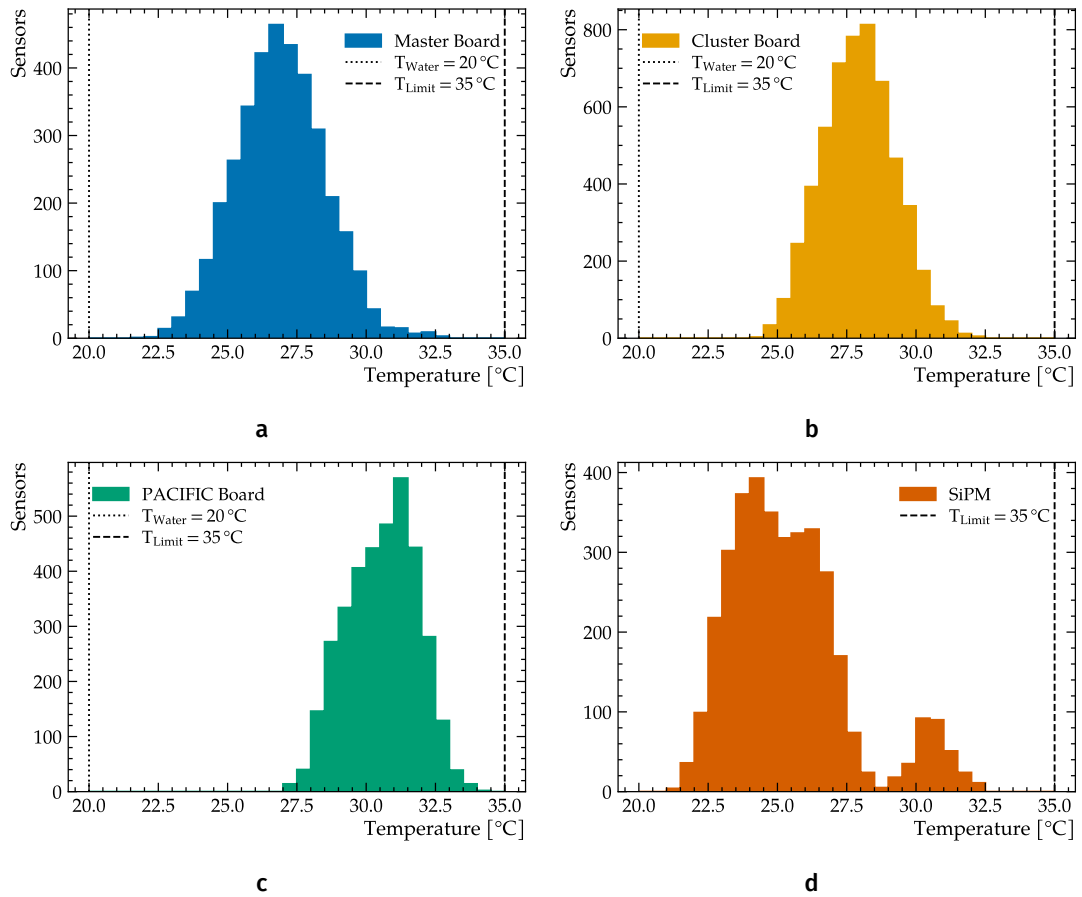 Sensors
Master Board
T_Water = 20 °C
T_Limit = 35 °C
400
300
200
100
0
20.0 22.5 25.0 27.5 30.0 32.5 35.0
Temperature [°C]
a
Sensors
Cluster Board
T_Water = 20 °C
T_Limit = 35 °C
800
600
400
200
0
20.0 22.5 25.0 27.5 30.0 32.5 35.0
Temperature [°C]
b
Sensors
PACIFIC Board
T_Water = 20 °C
T_Limit = 35 °C
500
400
300
200
100
0
20.0 22.5 25.0 27.5 30.0 32.5 35.0
Temperature [°C]
c
Sensors
SiPM
T_Limit = 35 °C
400
300
200
100
0
20.0 22.5 25.0 27.5 30.0 32.5 35.0
Temperature [°C]
d